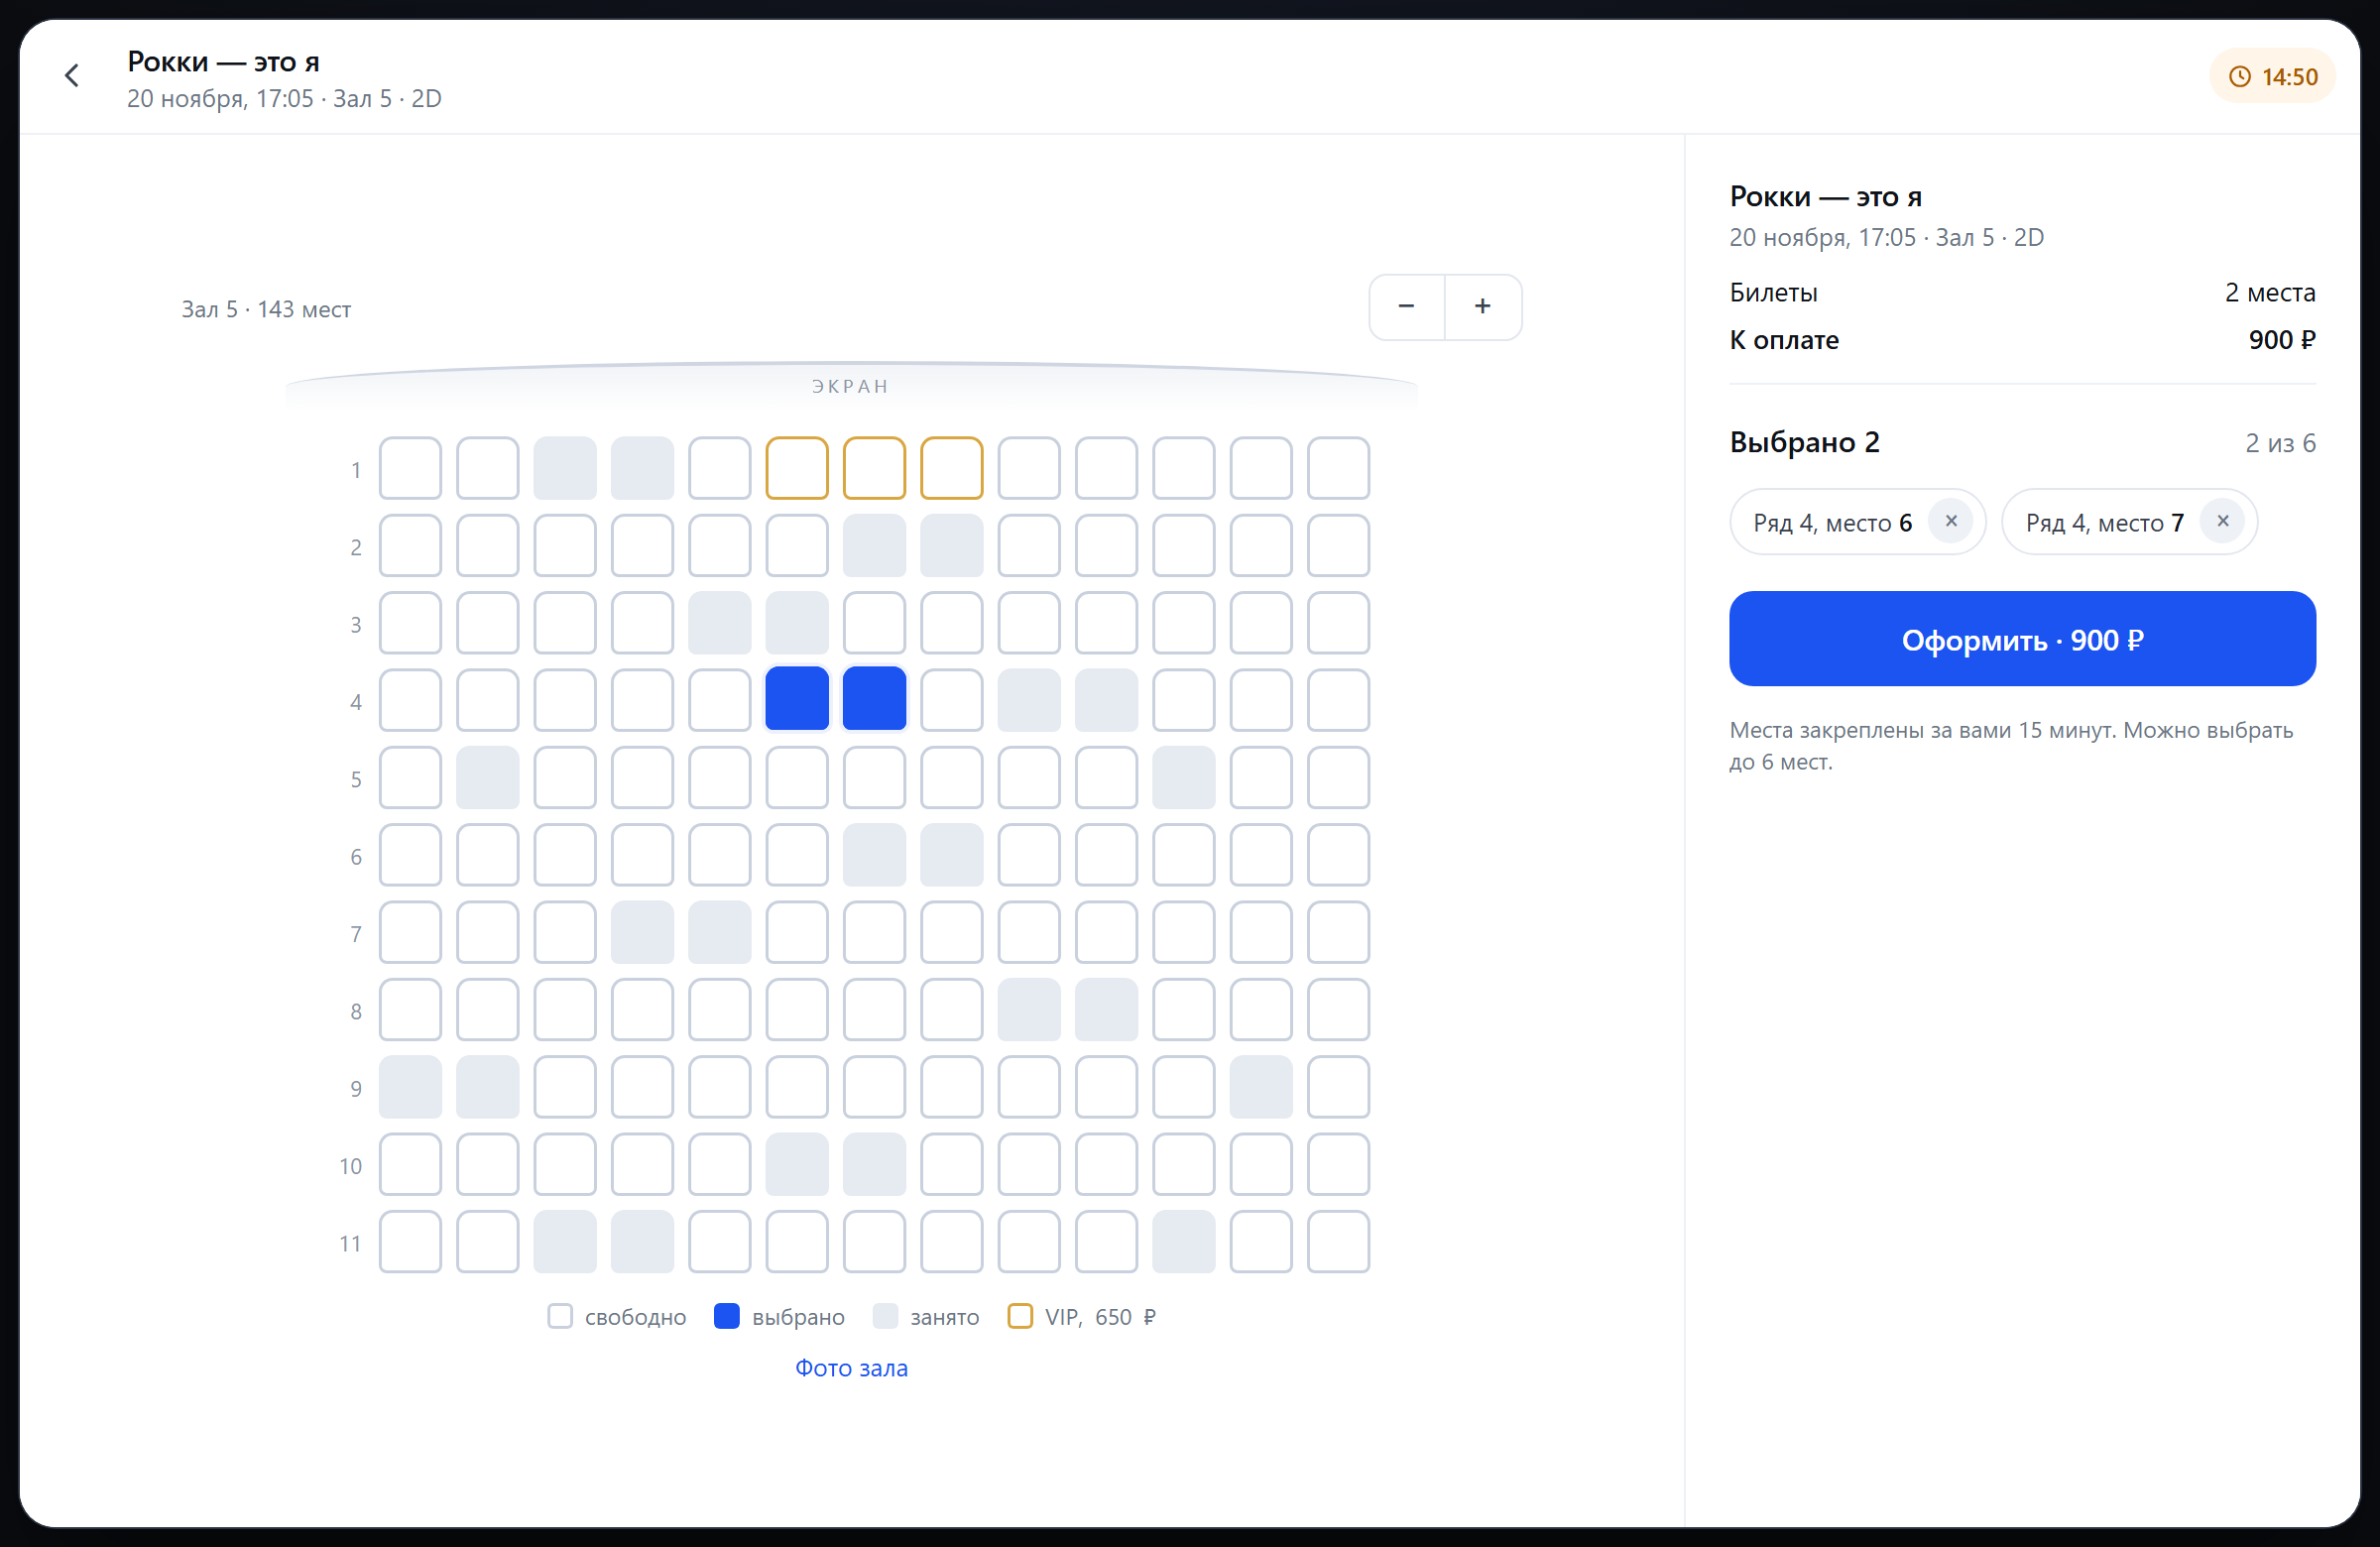 Рокки — это я
20 ноября, 17:05 · Зал 5 · 2D
14:50
Зал 5 · 143 мест
− +
ЭКРАН
1
2
3
4
5
6
7
8
9
10
11
свободно выбрано занято VIP, 650 ₽
Фото зала
Рокки — это я
20 ноября, 17:05 · Зал 5 · 2D
Билеты 2 места
К оплате 900 ₽
Выбрано 2 2 из 6
Ряд 4, место 6 × Ряд 4, место 7 ×
Оформить · 900 ₽
Места закреплены за вами 15 минут. Можно выбрать
до 6 мест.